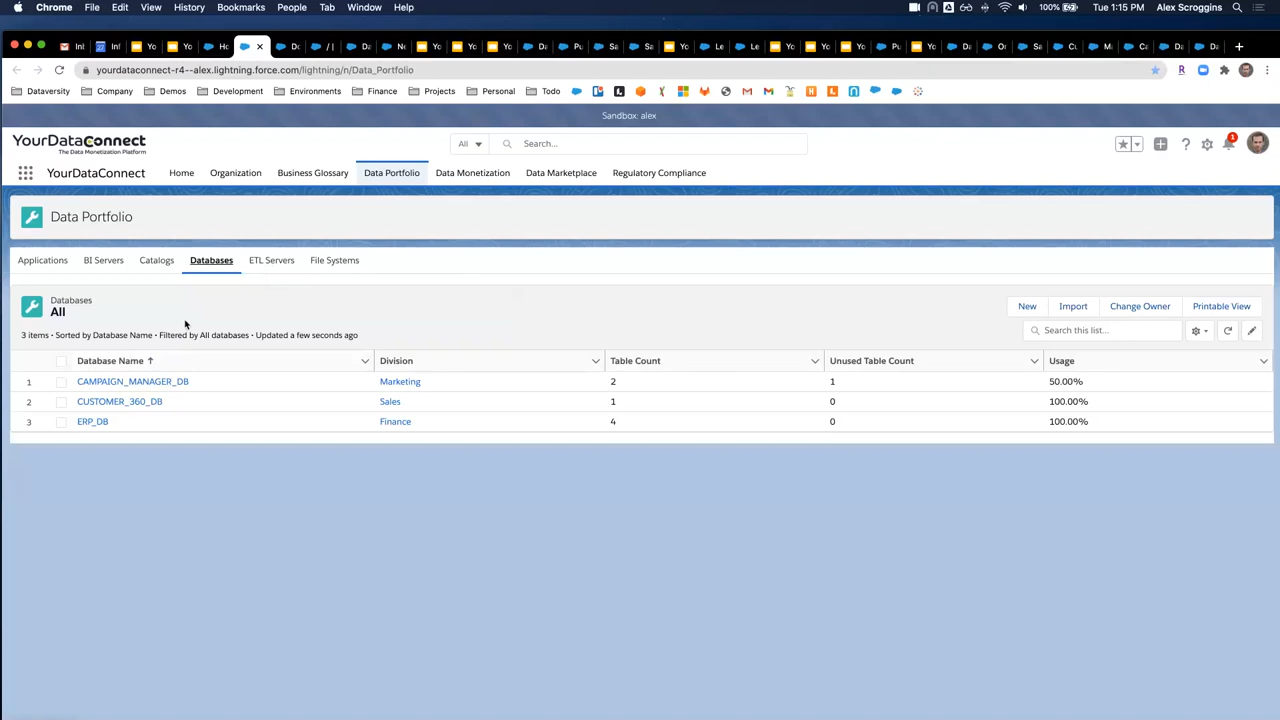 Chrome File Edit View History Bookmarks People Tab Window Help 100% Tue 1:15 PM Alex Scroggins
yourdataconnect-r4--alex.lightning.force.com/lightning/n/Data_Portfolio
Dataversity Company Demos Development Environments Finance Projects Personal Todo
Sandbox: alex
YourDataConnect
The Data Monetization Platform
All Search...
1
YourDataConnect Home Organization Business Glossary Data Portfolio Data Monetization Data Marketplace Regulatory Compliance
Data Portfolio
Applications BI Servers Catalogs Databases ETL Servers File Systems
Databases
All
New Import Change Owner Printable View
3 items • Sorted by Database Name • Filtered by All databases • Updated a few seconds ago
Search this list...
Database Name Division Table Count Unused Table Count Usage
1 CAMPAIGN_MANAGER_DB Marketing 2 1 50.00%
2 CUSTOMER_360_DB Sales 1 0 100.00%
3 ERP_DB Finance 4 0 100.00%